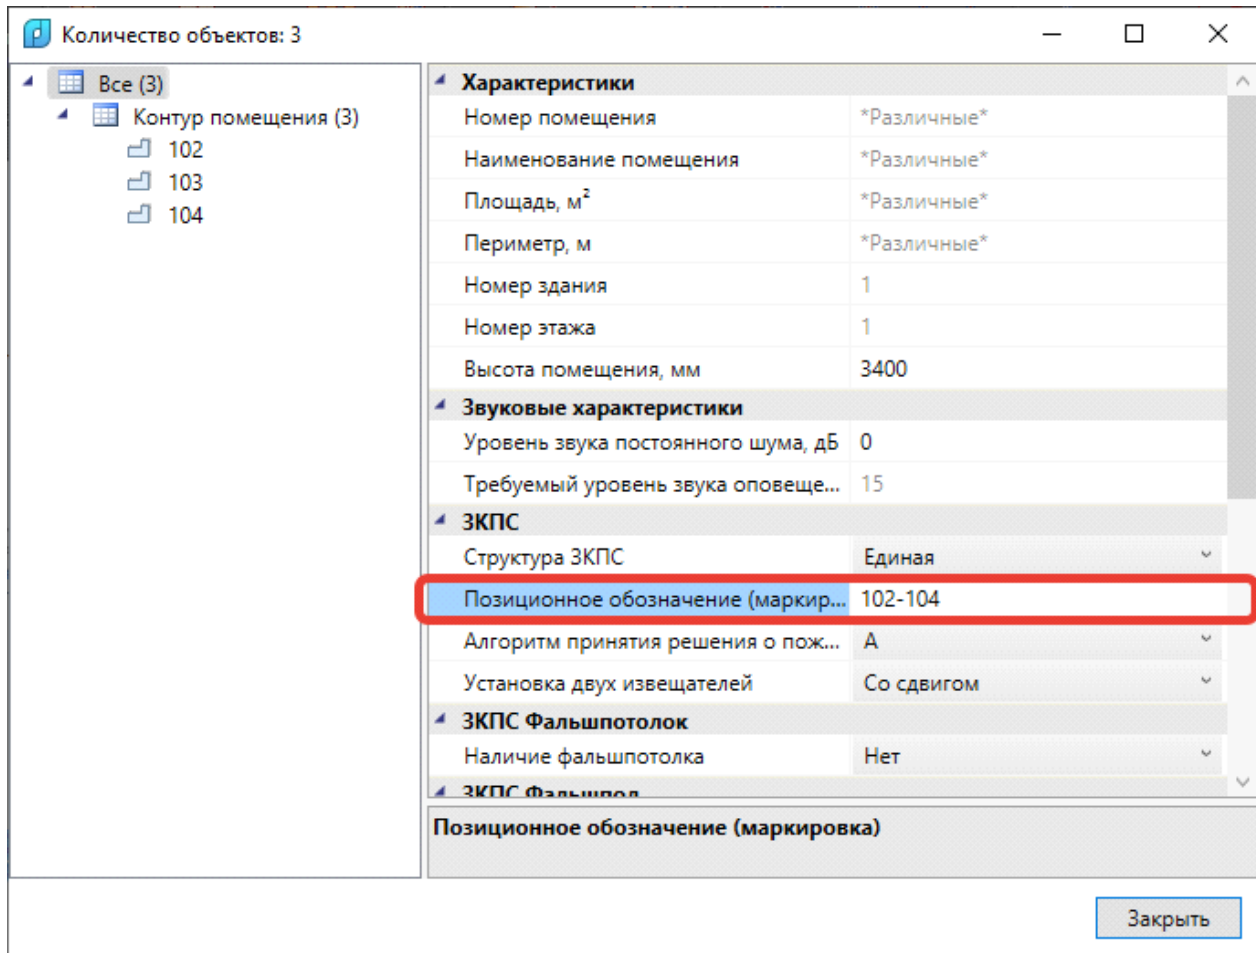 Количество объектов: 3
Все (3)
Контур помещения (3)
102
103
104
Характеристики
Номер помещения *Различные*
Наименование помещения *Различные*
Площадь, м² *Различные*
Периметр, м *Различные*
Номер здания 1
Номер этажа 1
Высота помещения, мм 3400
Звуковые характеристики
Уровень звука постоянного шума, дБ 0
Требуемый уровень звука оповеще... 15
ЗКПС
Структура ЗКПС Единая
Позиционное обозначение (маркир... 102-104
Алгоритм принятия решения о пож... А
Установка двух извещателей Со сдвигом
ЗКПС Фальшпотолок
Наличие фальшпотолка Нет
ЗКПС Фальшпол
Позиционное обозначение (маркировка)
Закрыть